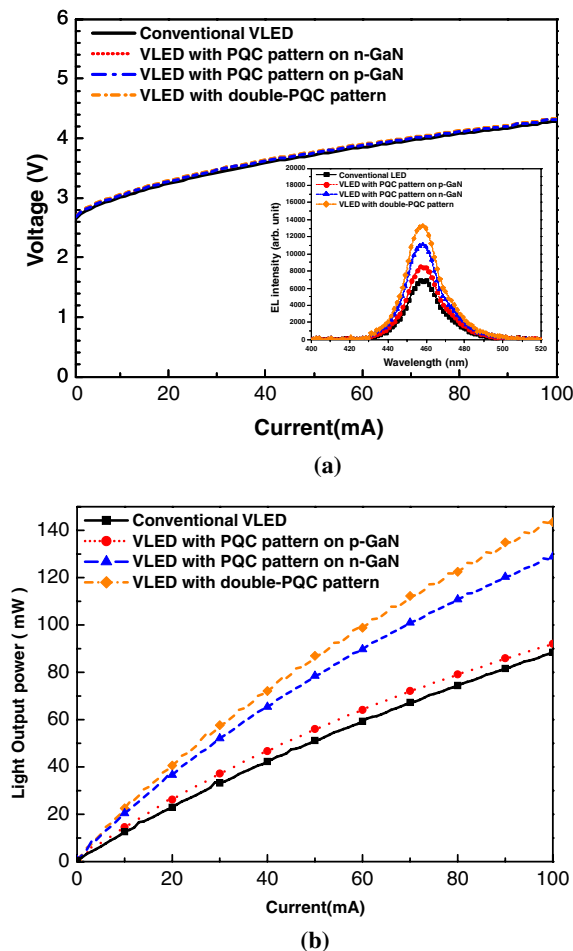 6
5
4
3
2
1
0
Voltage (V)
Conventional VLED
VLED with PQC pattern on n-GaN
VLED with PQC pattern on p-GaN
VLED with double-PQC pattern
20000
18000
16000
14000
12000
10000
8000
6000
4000
2000
0
EL intensity (arb. unit)
Conventional LED
VLED with PQC pattern on p-GaN
VLED with PQC pattern on n-GaN
VLED with double-PQC pattern
400 420 440 460 480 500 520
Wavelength (nm)
0 20 40 60 80 100
Current(mA)
(a)
140
120
100
80
60
40
20
0
Light Output power ( mW )
Conventional VLED
VLED with PQC pattern on p-GaN
VLED with PQC pattern on n-GaN
VLED with double-PQC pattern
0 20 40 60 80 100
Current(mA)
(b)